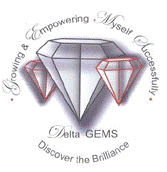 • Growing & Empowering Myself Successfully •
Delta GEMS
Discover the Brilliance